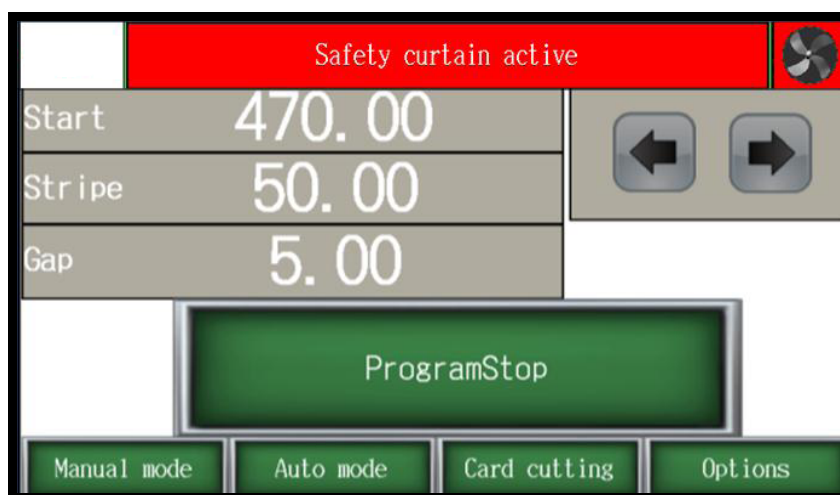 Safety curtain active
Start 470.00
Stripe 50.00
Gap 5.00
ProgramStop
Manual mode Auto mode Card cutting Options